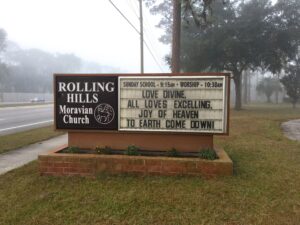 ROLLING
HILLS
Moravian
Church
SUNDAY SCHOOL - 9:15AM - WORSHIP - 10:30AM
LOVE DIVINE,
ALL LOVES EXCELLING,
JOY OF HEAVEN
TO EARTH COME DOWN!